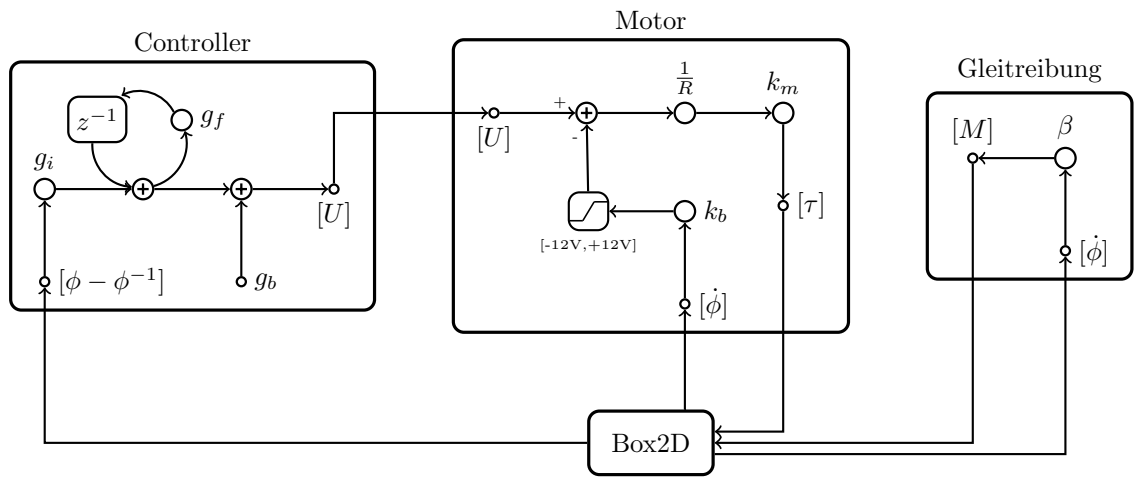 Controller
z⁻¹
g_f
g_i
+
+
[U]
[ϕ − ϕ⁻¹]
g_b
Motor
1/R
k_m
+
+
-
[U]
[τ]
k_b
[-12V,+12V]
[ϕ̇]
Gleitreibung
[M]
β
[ϕ̇]
Box2D